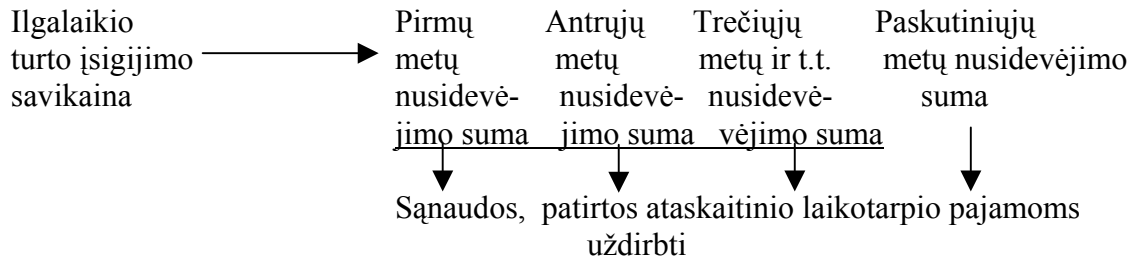 Ilgalaikio Pirmų Antrųjų Trečiųjų Paskutiniųjų
turto įsigijimo metų metų metų ir t.t. metų nusidevėjimo
savikaina nusidevė- nusidevė- nusidevė- suma
jimo suma jimo suma vėjimo suma
Sąnaudos, patirtos ataskaitinio laikotarpio pajamoms
uždirbti